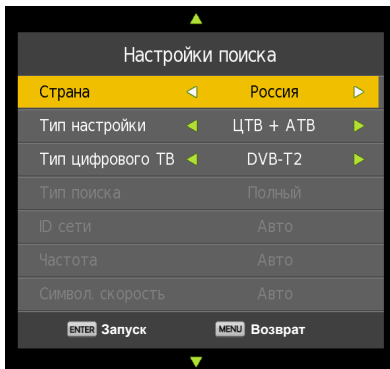 Настройки поиска
Страна Россия
Тип настройки ЦТВ + АТВ
Тип цифрового ТВ DVB-T2
Тип поиска Полный
ID сети Авто
Частота Авто
Символ. скорость Авто
ENTER Запуск MENU Возврат